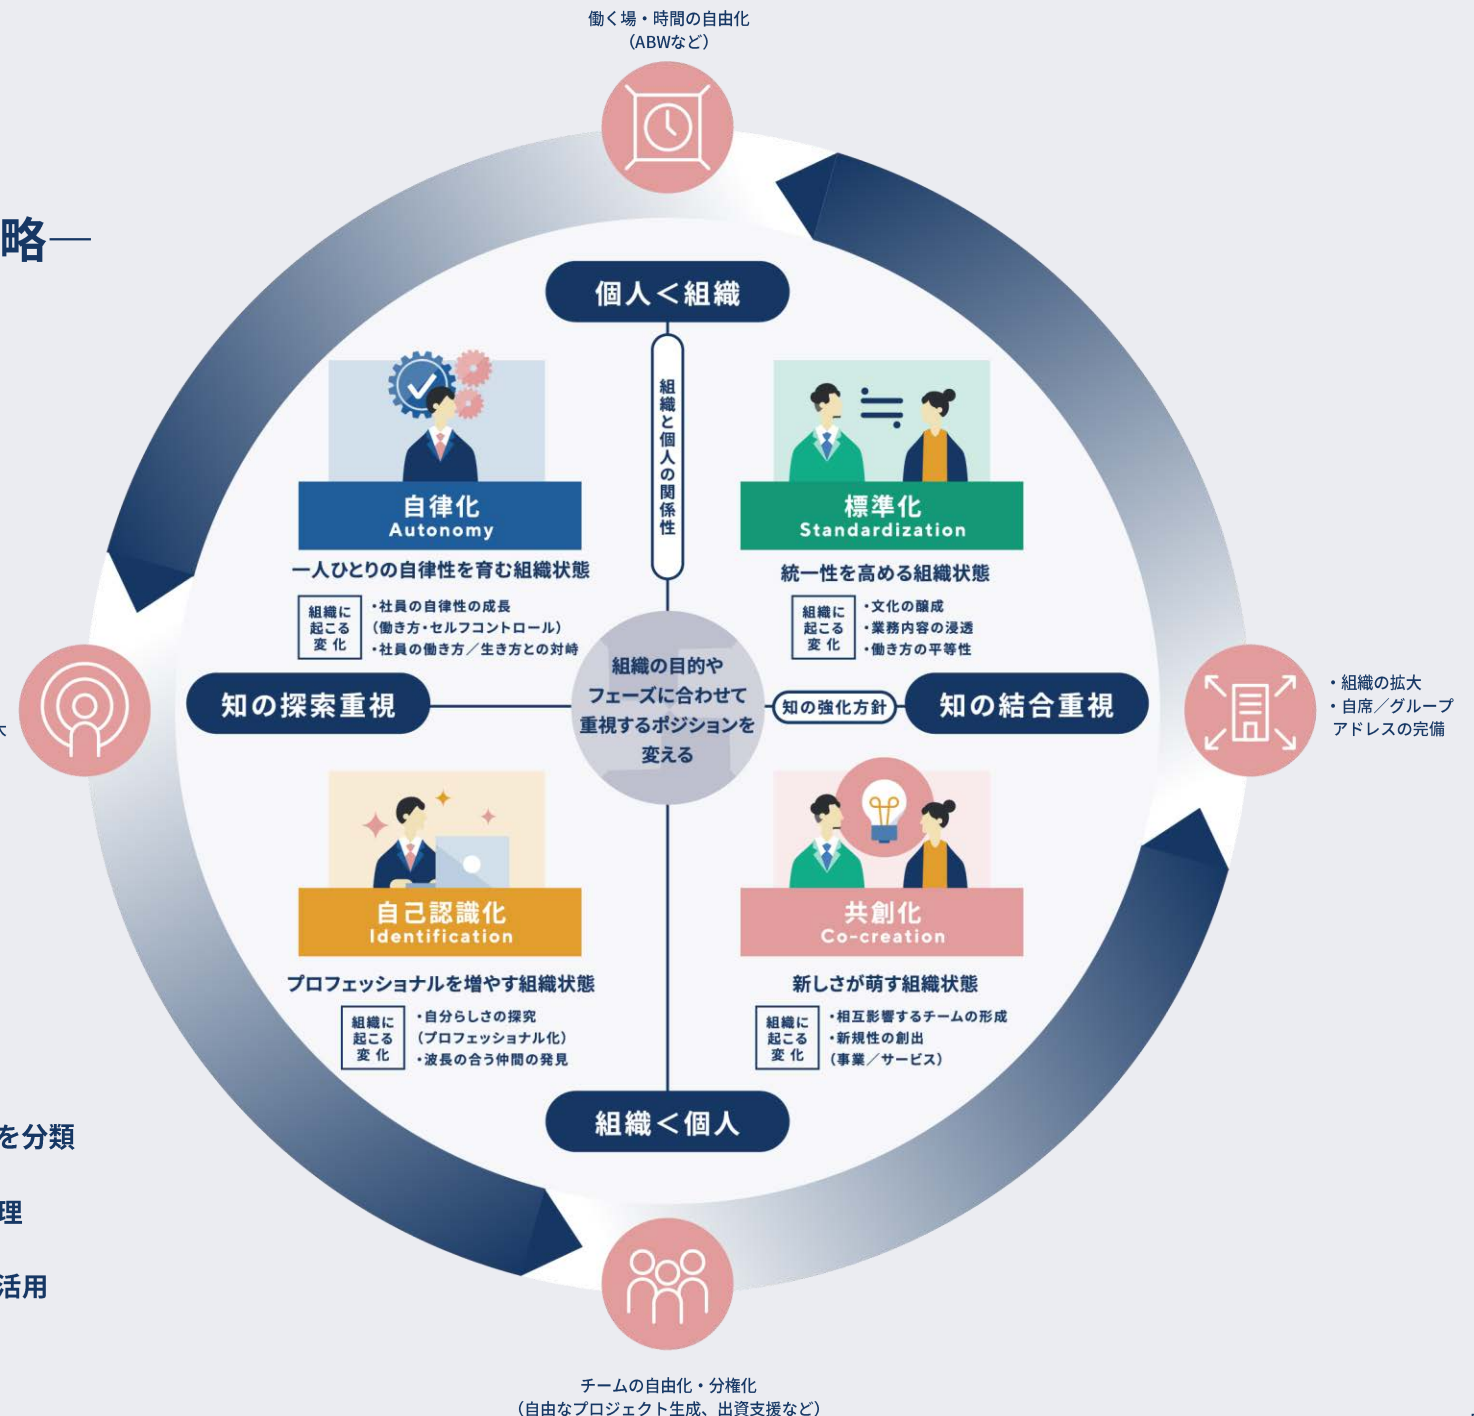 働く場・時間の自由化
（ABWなど）
略―
個人＜組織
組織と個人の関係性
自律化
Autonomy
一人ひとりの自律性を育む組織状態
組織に
起こる
変化
・社員の自律性の成長
（働き方・セルフコントロール）
・社員の働き方／生き方との対峙
標準化
Standardization
統一性を高める組織状態
組織に
起こる
変化
・文化の醸成
・業務内容の浸透
・働き方の平等性
知の探索重視
組織の目的や
フェーズに合わせて
重視するポジションを
変える
知の強化方針
知の結合重視
・組織の拡大
・自席／グループ
アドレスの完備
自己認識化
Identification
プロフェッショナルを増やす組織状態
組織に
起こる
変化
・自分らしさの探究
（プロフェッショナル化）
・波長の合う仲間の発見
共創化
Co-creation
新しさが萌す組織状態
組織に
起こる
変化
・相互影響するチームの形成
・新規性の創出
（事業／サービス）
組織＜個人
を分類
理
活用
チームの自由化・分権化
（自由なプロジェクト生成、出資支援など）